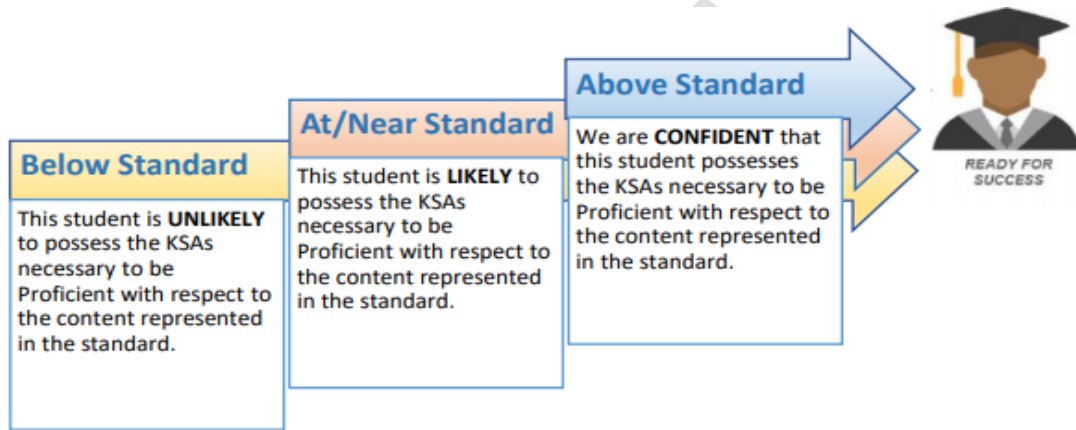 Below Standard
This student is UNLIKELY
to possess the KSAs
necessary to be
Proficient with respect to
the content represented
in the standard.
At/Near Standard
This student is LIKELY to
possess the KSAs
necessary to be
Proficient with respect to
the content represented
in the standard.
Above Standard
We are CONFIDENT that
this student possesses
the KSAs necessary to be
Proficient with respect to
the content represented
in the standard.
READY FOR
SUCCESS